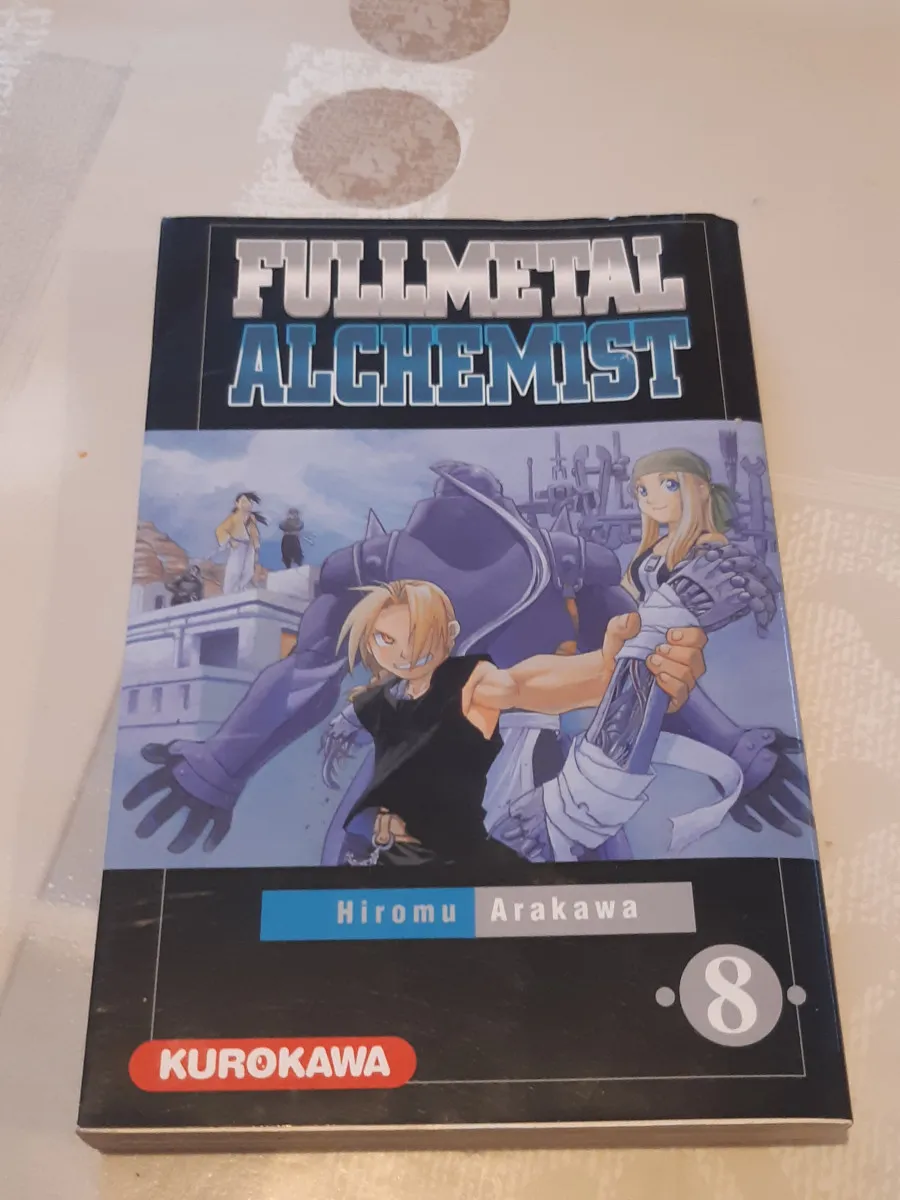 FULLMETAL
ALCHEMIST
Hiromu Arakawa
8
KUROKAWA